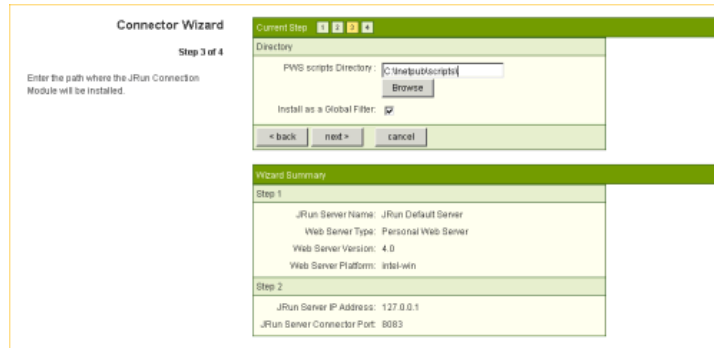 Connector Wizard
Step 3 of 4
Enter the path where the JRun Connection
Module will be installed.
Current Step 1 2 3 4
Directory
PWS scripts Directory: C:\Inetpub\scripts\
Browse
Install as a Global Filter:
< back next > cancel
Wizard Summary
Step 1
JRun Server Name: JRun Default Server
Web Server Type: Personal Web Server
Web Server Version: 4.0
Web Server Platform: intel-win
Step 2
JRun Server IP Address: 127.0.0.1
JRun Server Connector Port: 8083